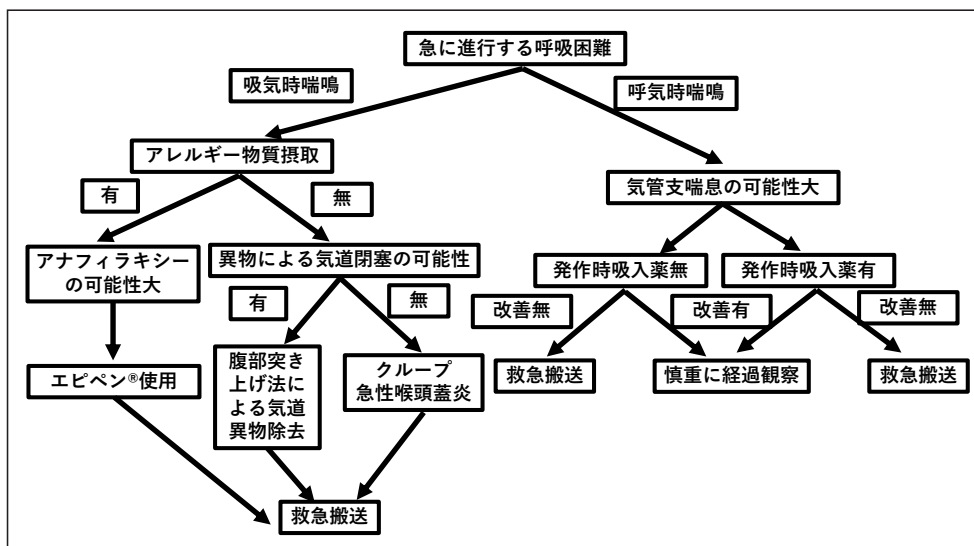 急に進行する呼吸困難
吸気時喘鳴
呼気時喘鳴
アレルギー物質摂取
有
無
気管支喘息の可能性大
アナフィラキシー
の可能性大
異物による気道閉塞の可能性
発作時吸入薬無
発作時吸入薬有
有
無
改善無
改善有
改善無
エピペン®使用
腹部突き
上げ法に
よる気道
異物除去
クループ
急性喉頭蓋炎
救急搬送
慎重に経過観察
救急搬送
救急搬送